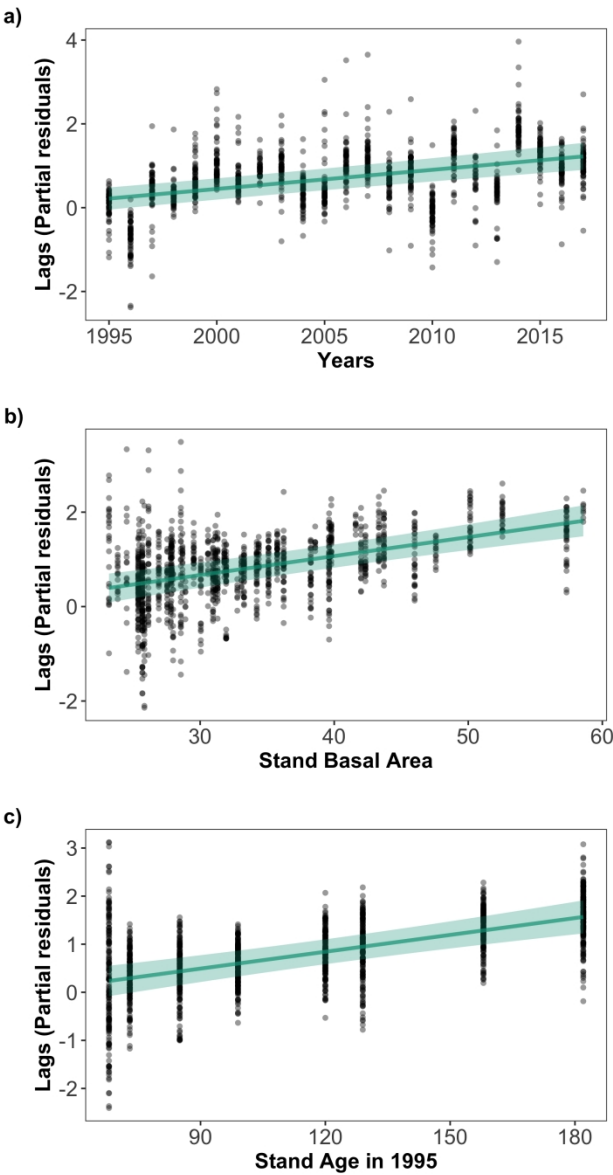 a)
Lags (Partial residuals)
4
2
0
-2
1995 2000 2005 2010 2015
Years
b)
Lags (Partial residuals)
2
0
-2
30 40 50 60
Stand Basal Area
c)
Lags (Partial residuals)
3
2
1
0
-1
-2
90 120 150 180
Stand Age in 1995